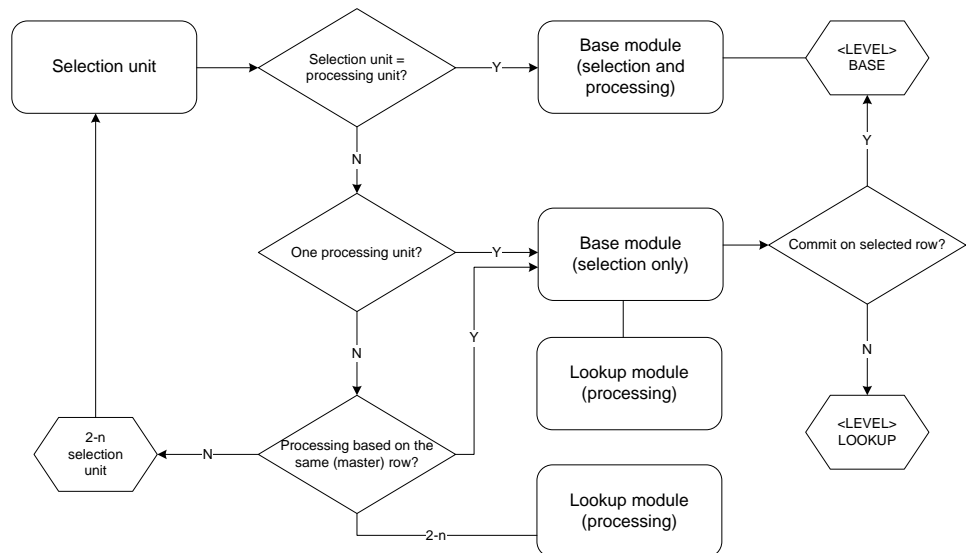 Selection unit
Selection unit =
processing unit?
Y
Base module
(selection and
processing)
<LEVEL>
BASE
N
Y
One processing unit?
Y
Base module
(selection only)
Commit on selected row?
N
Y
N
Lookup module
(processing)
<LEVEL>
LOOKUP
2-n
selection
unit
N
Processing based on the
same (master) row?
2-n
Lookup module
(processing)